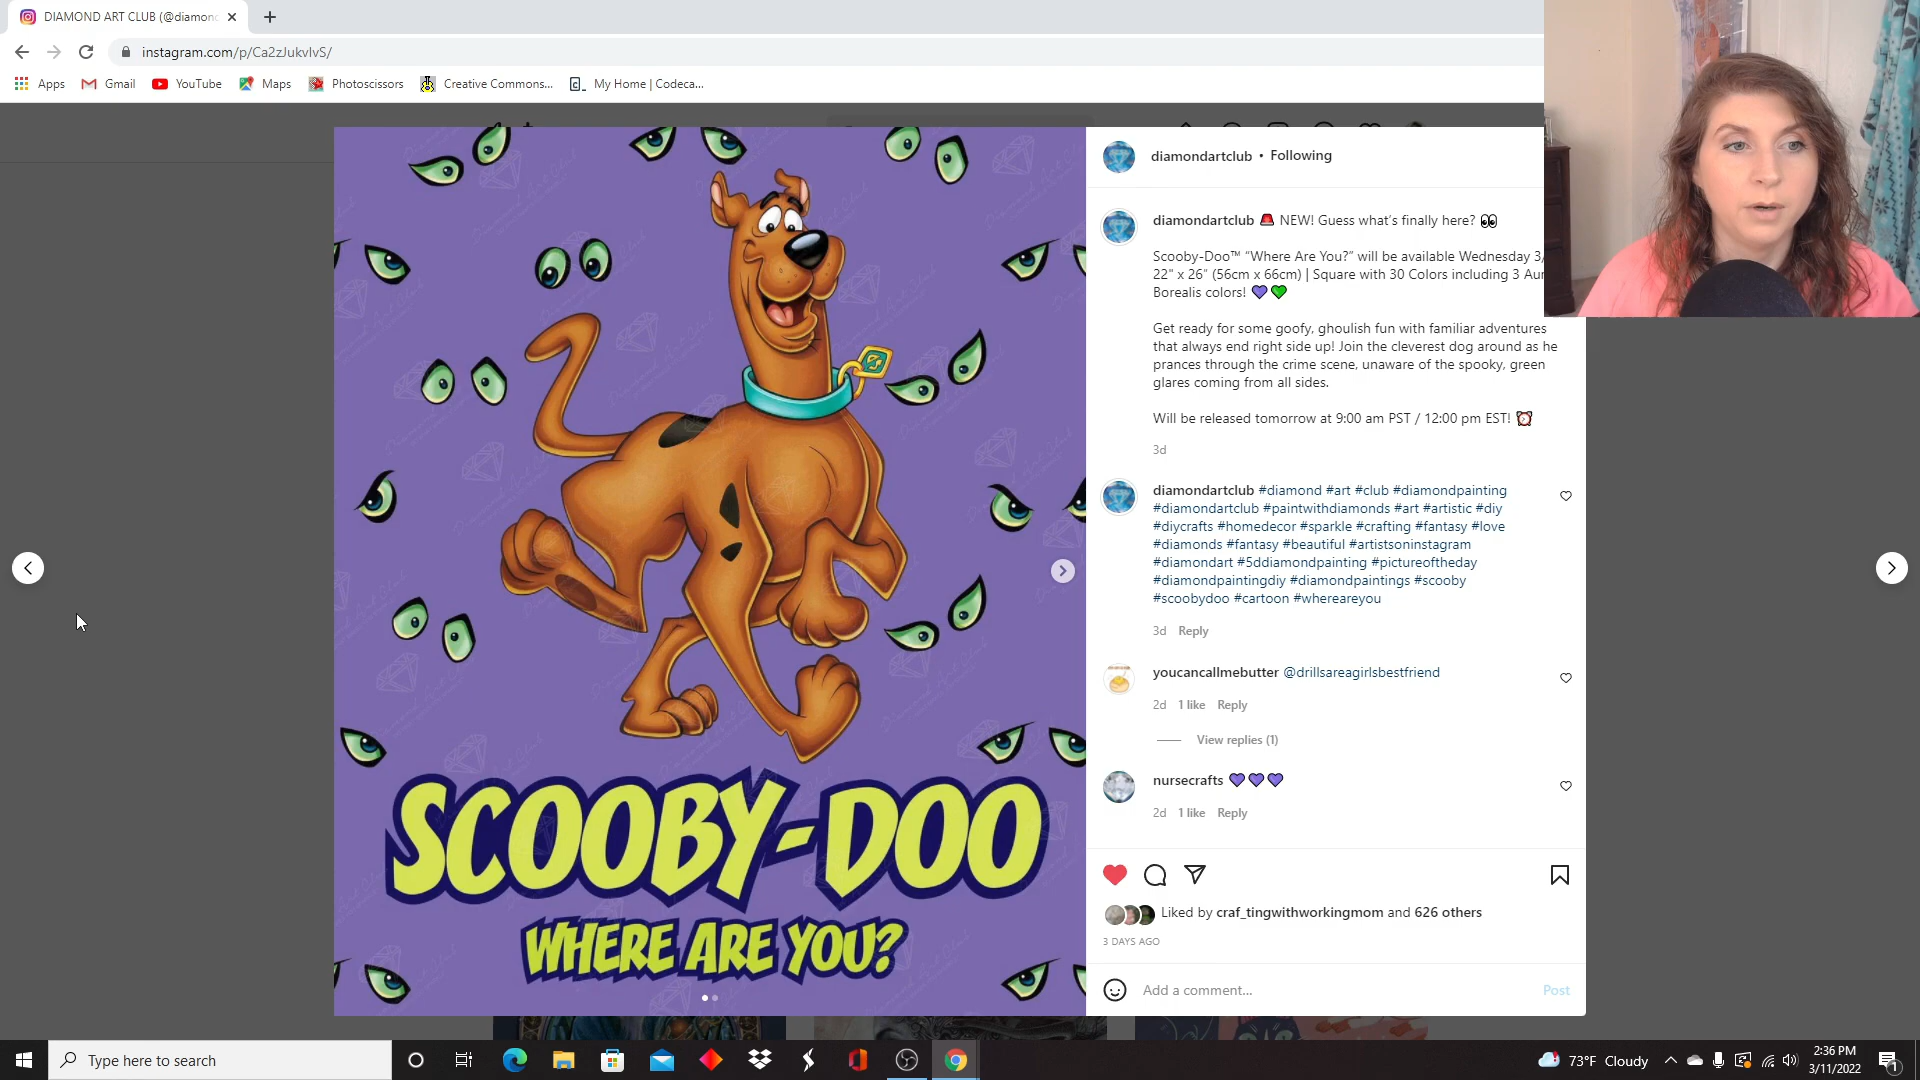 DIAMOND ART CLUB (@diamon
instagram.com/p/Ca2zJukvIvS/
Apps Gmail YouTube Maps Photoscissors Creative Commons... My Home | Codeca...
diamondartclub • Following
diamondartclub 🚨 NEW! Guess what's finally here? 👀
Scooby-Doo™ "Where Are You?" will be available Wednesday 3/
22" x 26" (56cm x 66cm) | Square with 30 Colors including 3 Aur
Borealis colors! 💜💚
Get ready for some goofy, ghoulish fun with familiar adventures
that always end right side up! Join the cleverest dog around as he
prances through the crime scene, unaware of the spooky, green
glares coming from all sides.
Will be released tomorrow at 9:00 am PST / 12:00 pm EST! ⏰
3d
diamondartclub #diamond #art #club #diamondpainting
#diamondartclub #paintwithdiamonds #art #artistic #diy
#diycrafts #homedecor #sparkle #crafting #fantasy #love
#diamonds #fantasy #beautiful #artistsoninstagram
#diamondart #5ddiamondpainting #pictureoftheday
#diamondpaintingdiy #diamondpaintings #scooby
#scoobydoo #cartoon #whereareyou
3d Reply
youcancallmebutter @drillsareagirlsbestfriend
2d 1 like Reply
View replies (1)
nursecrafts 💜💜💜
2d 1 like Reply
Liked by craf_tingwithworkingmom and 626 others
3 DAYS AGO
Add a comment... Post
SCOOBY-DOO
WHERE ARE YOU?
Type here to search
73°F Cloudy
2:36 PM
3/11/2022
1